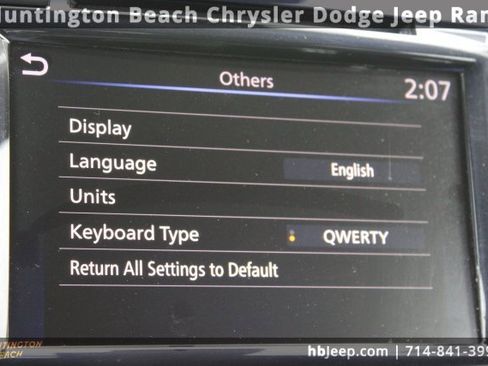 Huntington Beach Chrysler Dodge Jeep Ram
Others
2:07
Display
Language English
Units
Keyboard Type QWERTY
Return All Settings to Default
hbjeep.com | 714-841-39